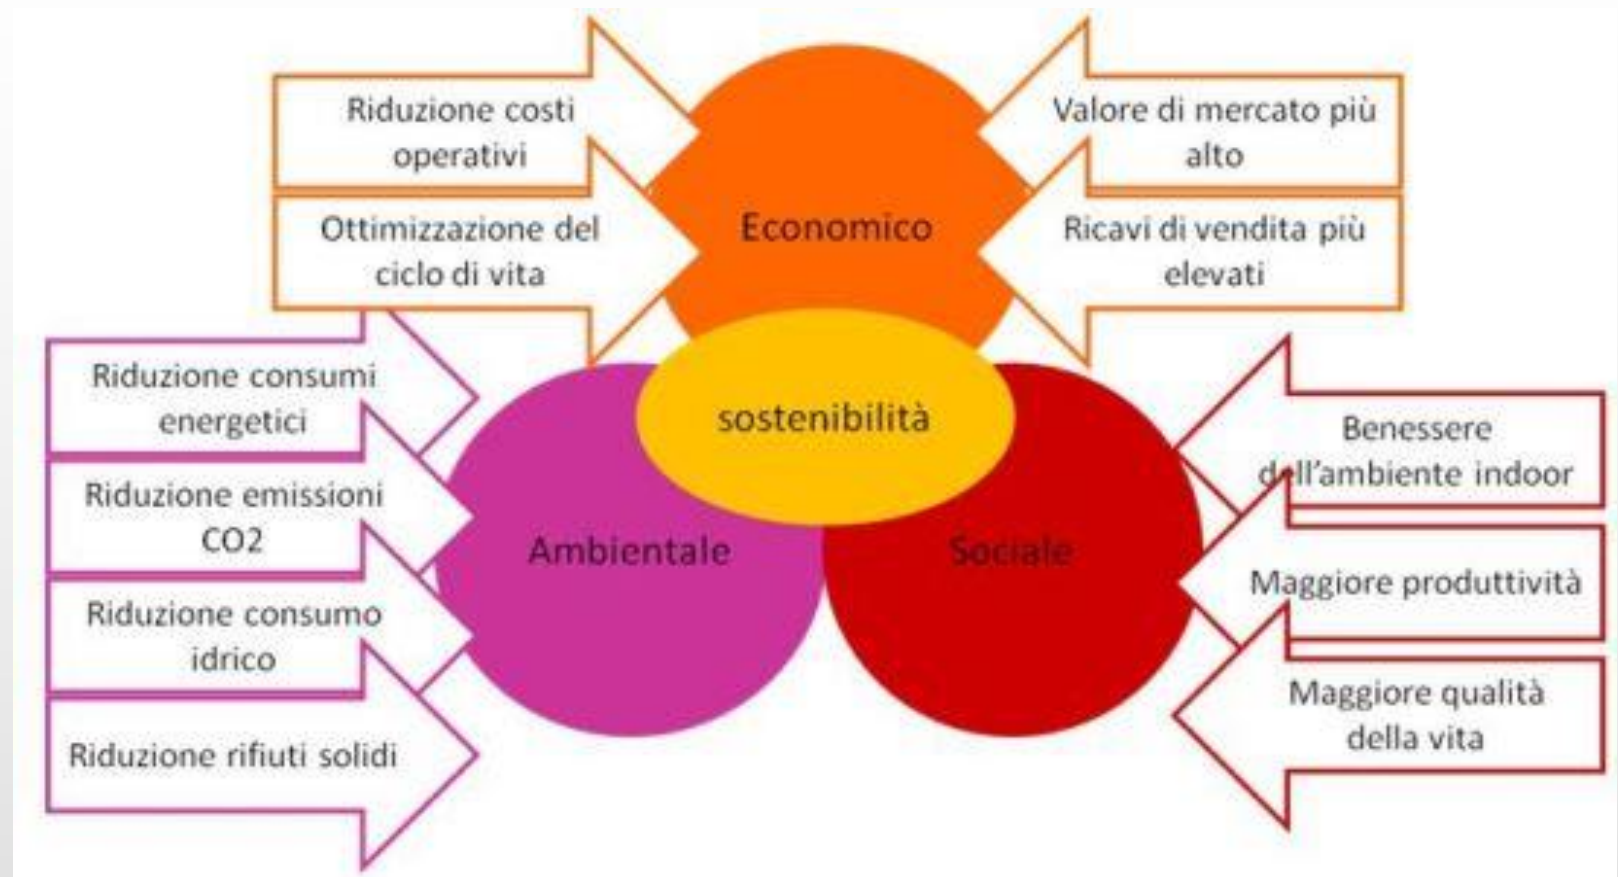 Riduzione costi
operativi
Valore di mercato più
alto
Ottimizzazione del
ciclo di vita
Economico
Ricavi di vendita più
elevati
Riduzione consumi
energetici
sostenibilità
Benessere
dell'ambiente indoor
Riduzione emissioni
CO2
Ambientale
Sociale
Maggiore produttività
Riduzione consumo
idrico
Maggiore qualità
della vita
Riduzione rifiuti solidi